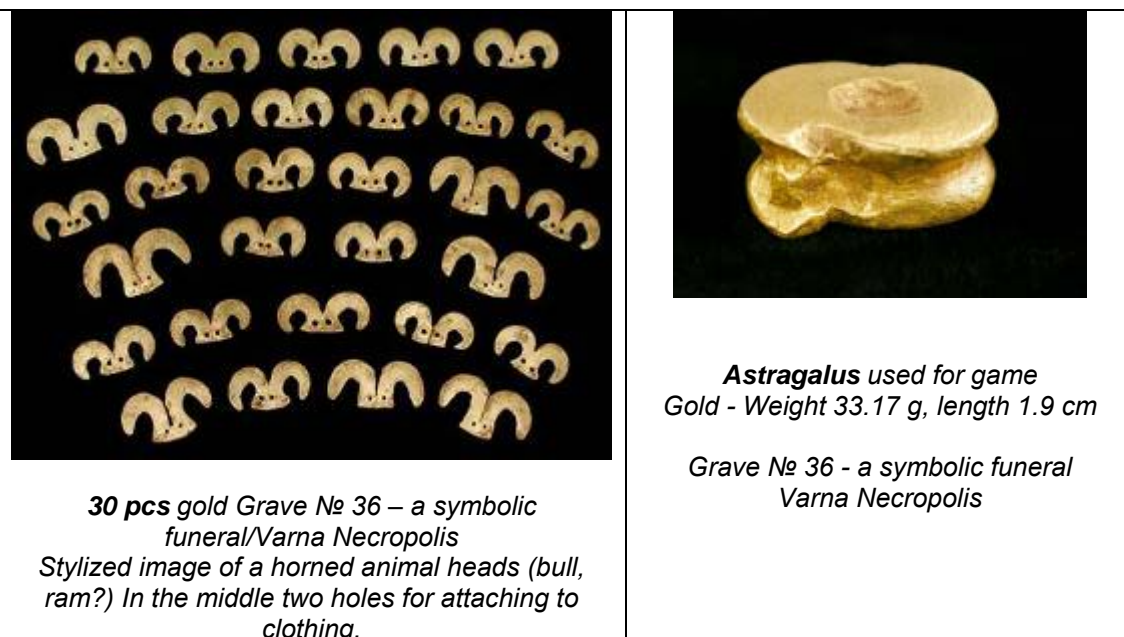 30 pcs gold Grave № 36 – a symbolic
funeral/Varna Necropolis
Stylized image of a horned animal heads (bull,
ram?) In the middle two holes for attaching to
clothing.
Astragalus used for game
Gold - Weight 33.17 g, length 1.9 cm
Grave № 36 - a symbolic funeral
Varna Necropolis